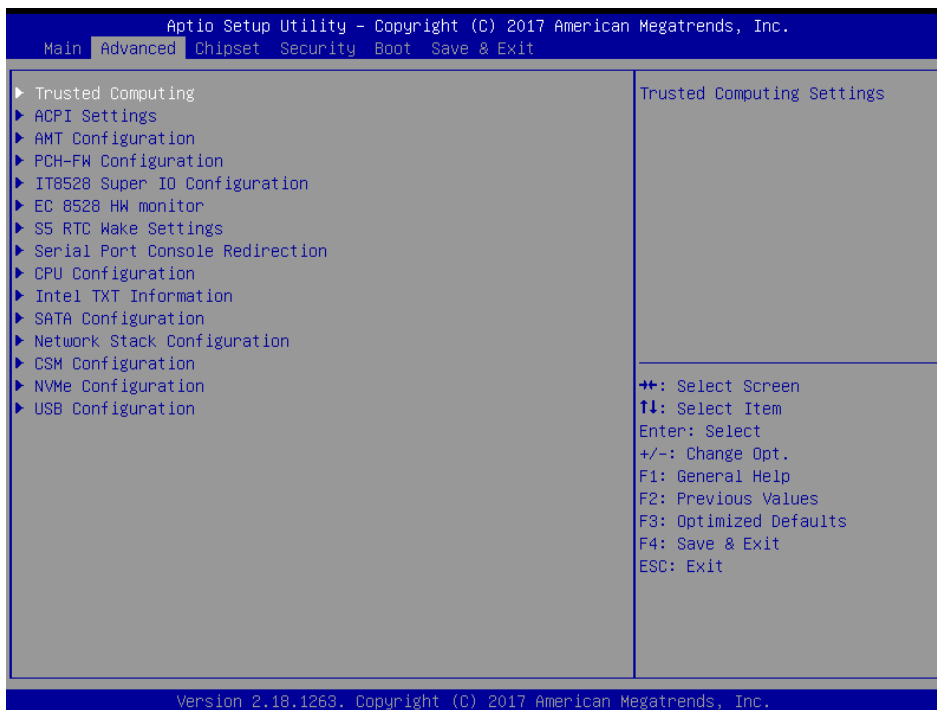 Aptio Setup Utility – Copyright (C) 2017 American Megatrends, Inc.
Main Advanced Chipset Security Boot Save & Exit
▶ Trusted Computing
▶ ACPI Settings
▶ AMT Configuration
▶ PCH-FW Configuration
▶ IT8528 Super IO Configuration
▶ EC 8528 HW monitor
▶ S5 RTC Wake Settings
▶ Serial Port Console Redirection
▶ CPU Configuration
▶ Intel TXT Information
▶ SATA Configuration
▶ Network Stack Configuration
▶ CSM Configuration
▶ NVMe Configuration
▶ USB Configuration
Trusted Computing Settings
→←: Select Screen
↑↓: Select Item
Enter: Select
+/-: Change Opt.
F1: General Help
F2: Previous Values
F3: Optimized Defaults
F4: Save & Exit
ESC: Exit
Version 2.18.1263. Copyright (C) 2017 American Megatrends, Inc.